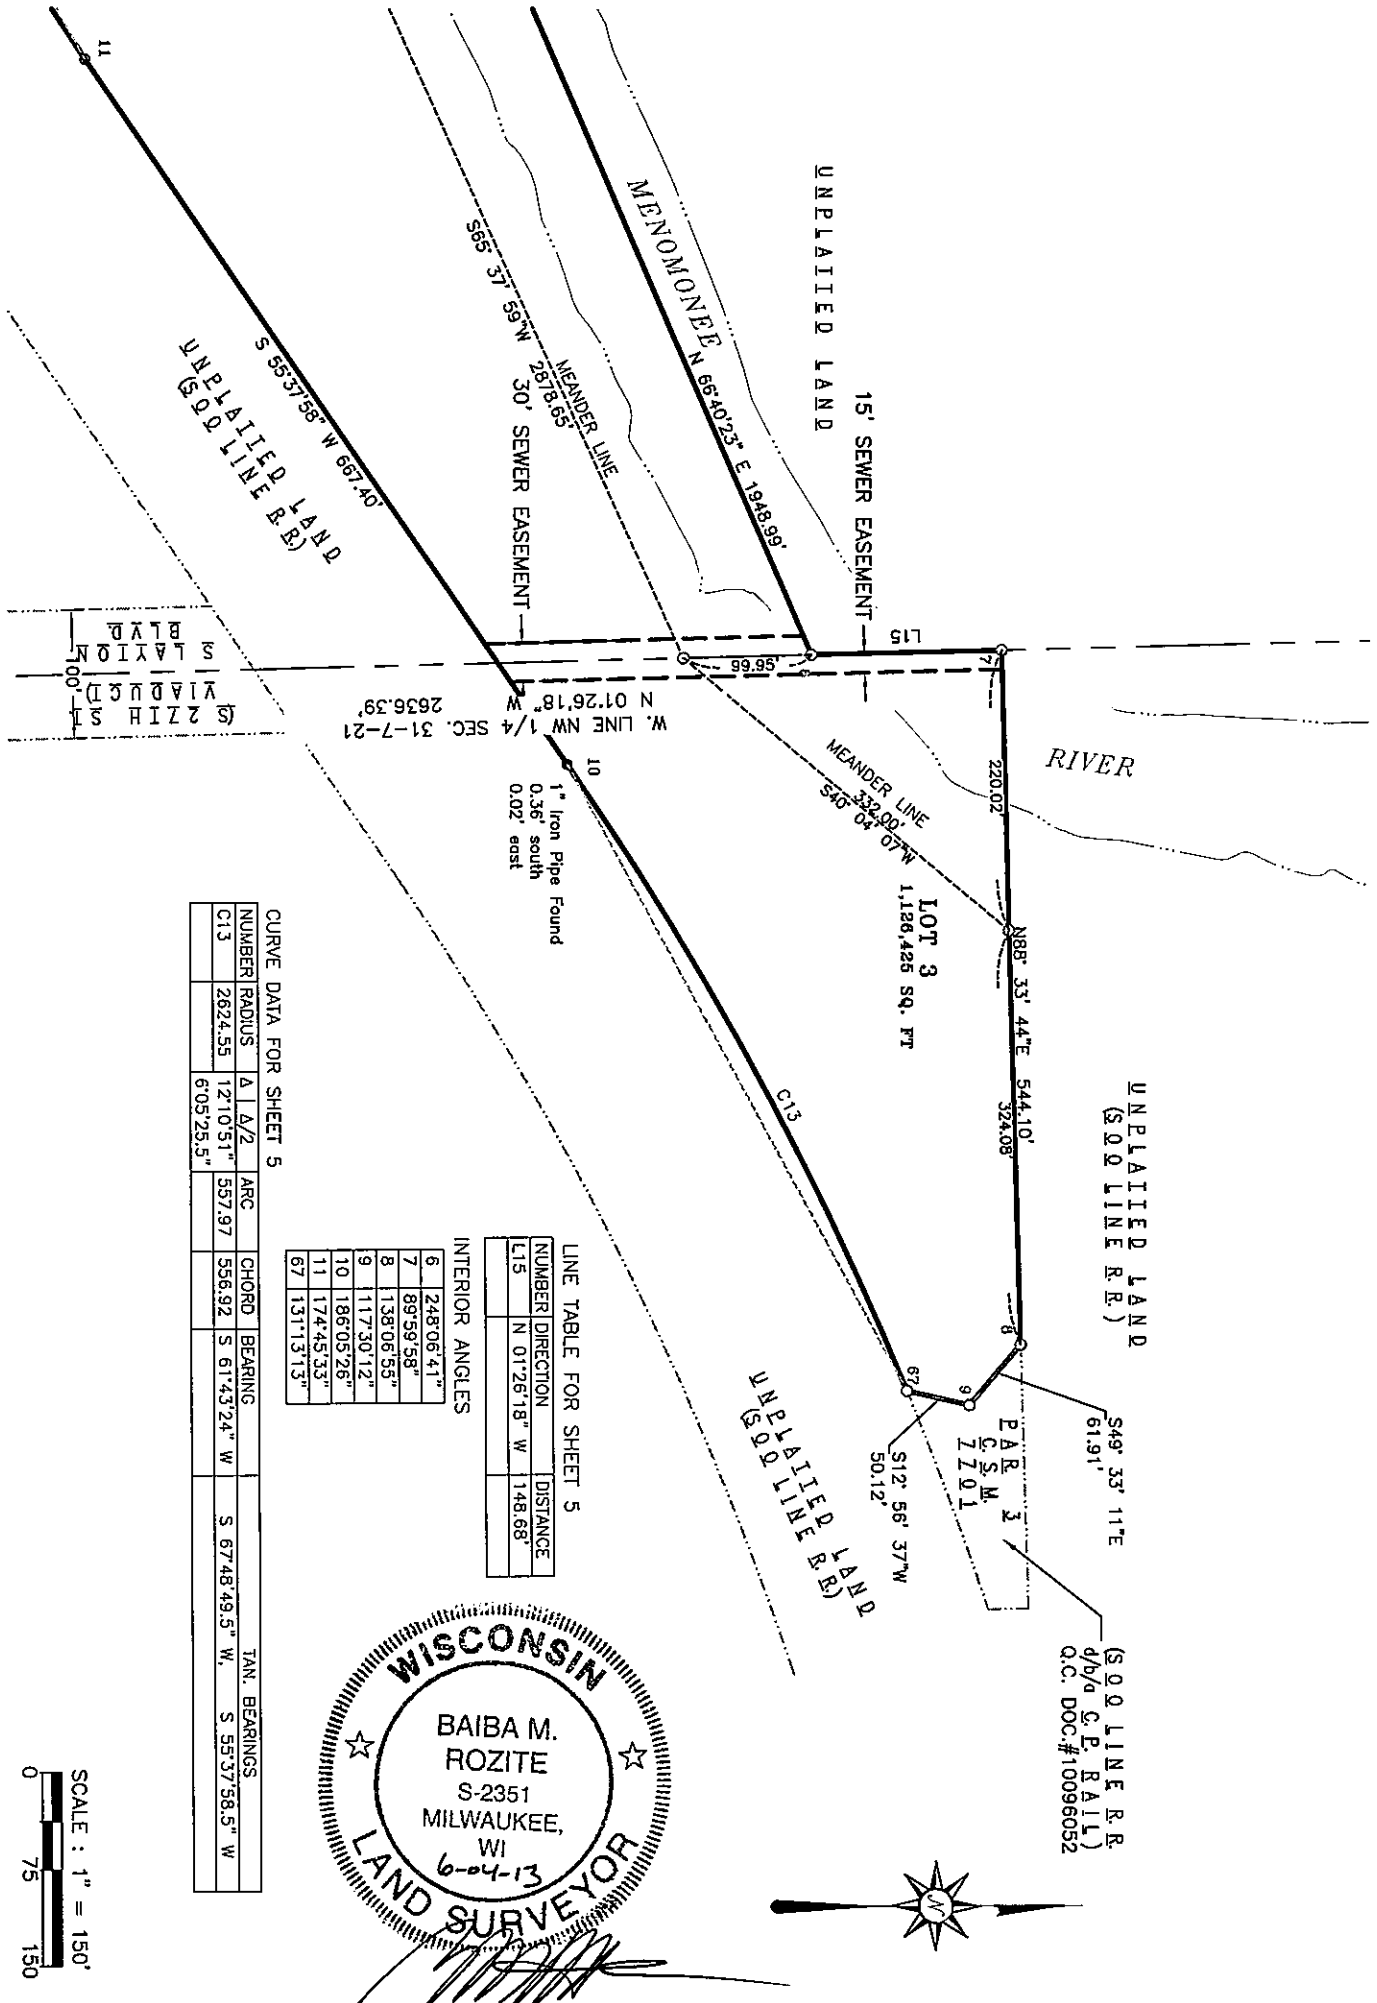 UNPLATTED LAND
(SOO LINE R.R.)
(SOO LINE R.R.
d/b/a C.P. RAIL)
Q.C. DOC.#10096052
S49° 33' 11"E
61.91'
PAR 3
C.S.M.
7701
S12° 56' 37"W
50.12'
RIVER
N88° 33' 44"E 544.10'
220.02'
324.08'
7
8
9
67
LOT 3
1,126,425 SQ. FT
MEANDER LINE
332.00'
S40° 04' 07"W
UNPLATTED LAND
15' SEWER EASEMENT
L15
99.95'
MENOMONEE
N 66°40'23" E 1948.99'
MEANDER LINE
S65° 37' 59"W 2878.65'
30' SEWER EASEMENT
W. LINE NW 1/4 SEC. 31-7-21
N 01°26'18" W 2636.39'
C13
10
1" Iron Pipe Found
0.36' south
0.02' east
11
S 55°37'58" W 667.40'
UNPLATTED LAND
(SOO LINE R.R.)
UNPLATTED LAND
(SOO LINE R.R.)
S LAYTON
BLVD
(S 27TH ST
VIADUCT)
100'
LINE TABLE FOR SHEET 5
NUMBER DIRECTION DISTANCE
L15 N 01°26'18" W 148.68'
INTERIOR ANGLES
6 248°06'41"
7 89°59'58"
8 138°06'55"
9 117°30'12"
10 186°05'26"
11 174°45'33"
67 131°13'13"
CURVE DATA FOR SHEET 5
NUMBER RADIUS Δ | Δ/2 ARC CHORD BEARING TAN. BEARINGS
C13 2624.55 12°10'51" 557.97 556.92 S 61°43'24" W S 67°48'49.5" W, S 55°37'58.5" W
6°05'25.5"
WISCONSIN
BAIBA M.
ROZITE
S-2351
MILWAUKEE,
WI
6-04-13
LAND SURVEYOR
N
SCALE : 1" = 150'
0 75 150